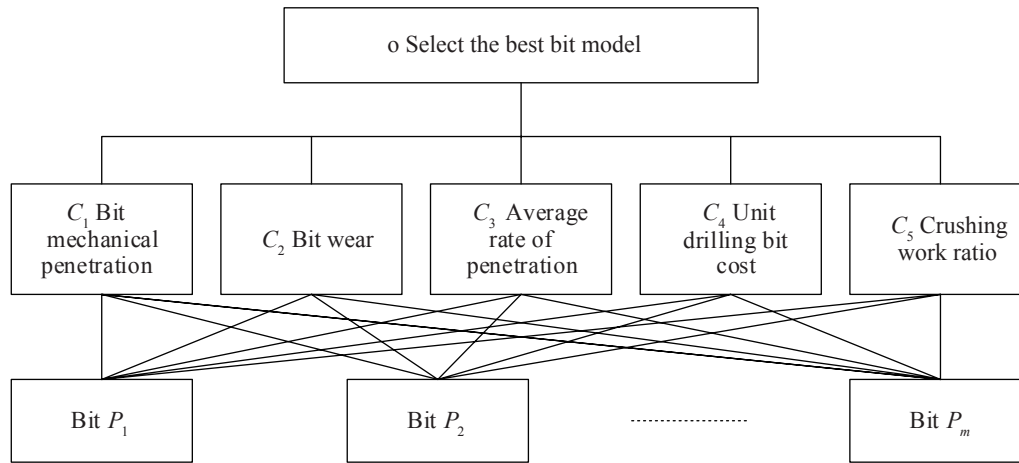 o Select the best bit model
C₁ Bit
mechanical
penetration
C₂ Bit wear
C₃ Average
rate of
penetration
C₄ Unit
drilling bit
cost
C₅ Crushing
work ratio
Bit P₁
Bit P₂
Bit Pₘ